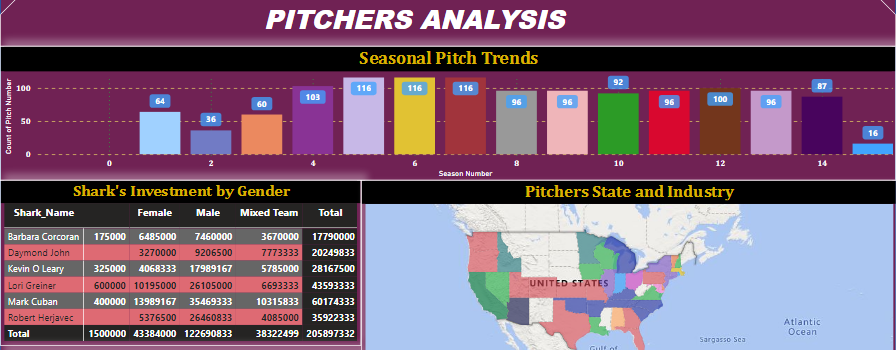 PITCHERS ANALYSIS
Seasonal Pitch Trends
Count of Pitch Number
100
50
0
64
36
60
103
116
116
116
96
96
92
96
100
96
87
16
0
2
4
6
8
10
12
14
Season Number
Shark's Investment by Gender
Shark_Name Female Male Mixed Team Total
Barbara Corcoran 175000 6485000 7460000 3670000 17790000
Daymond John 3270000 9206500 7773333 20249833
Kevin O Leary 325000 4068333 17989167 5785000 28167500
Lori Greiner 600000 10195000 26105000 6693333 43593333
Mark Cuban 400000 13989167 35469333 10315833 60174333
Robert Herjavec 5376500 26460833 4085000 35922333
Total 1500000 43384000 122690833 38322499 205897332
Pitchers State and Industry
UNITED STATES
Atlantic
Ocean
Sargasso Sea
Gulf of